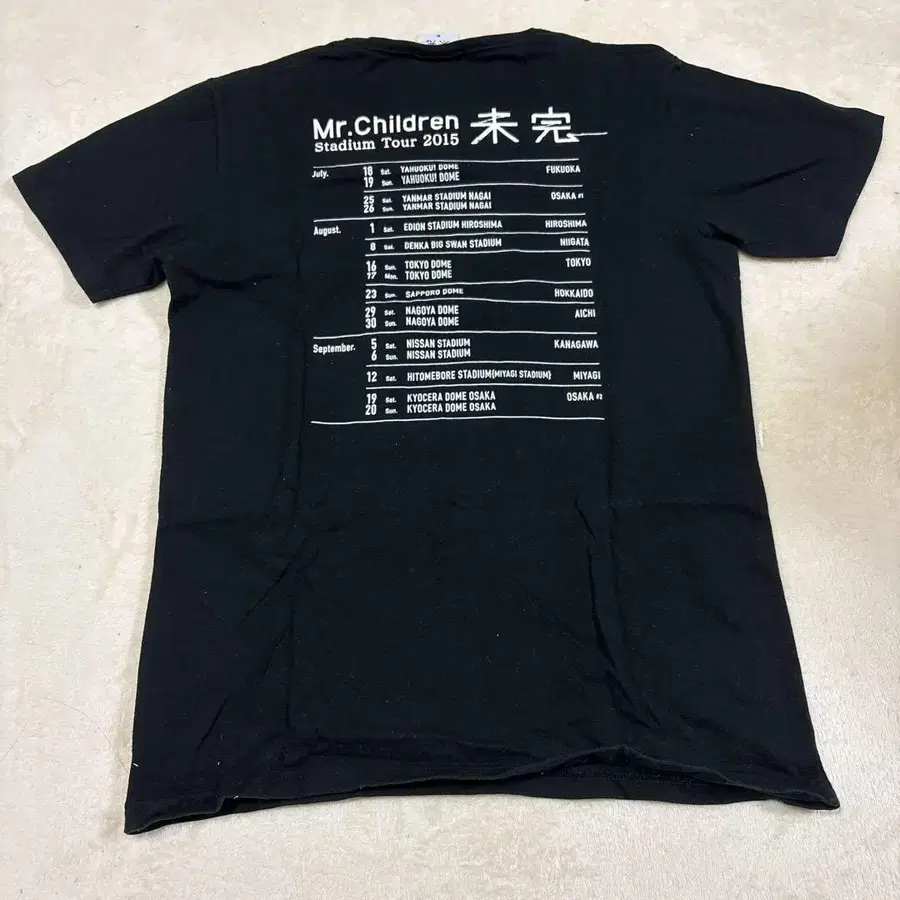 Mr.Children 未完
Stadium Tour 2015
July. 18 Sat. YAHUOKU! DOME FUKUOKA
19 Sun. YAHUOKU! DOME
25 Sat. YANMAR STADIUM NAGAI OSAKA #1
26 Sun. YANMAR STADIUM NAGAI
August. 1 Sat. EDION STADIUM HIROSHIMA HIROSHIMA
8 Sat. DENKA BIG SWAN STADIUM NIIGATA
16 Sun. TOKYO DOME TOKYO
17 Mon. TOKYO DOME
23 Sun. SAPPORO DOME HOKKAIDO
29 Sat. NAGOYA DOME AICHI
30 Sun. NAGOYA DOME
September. 5 Sat. NISSAN STADIUM KANAGAWA
6 Sun. NISSAN STADIUM
12 Sat. HITOMEBORE STADIUM(MIYAGI STADIUM) MIYAGI
19 Sat. KYOCERA DOME OSAKA OSAKA #2
20 Sun. KYOCERA DOME OSAKA